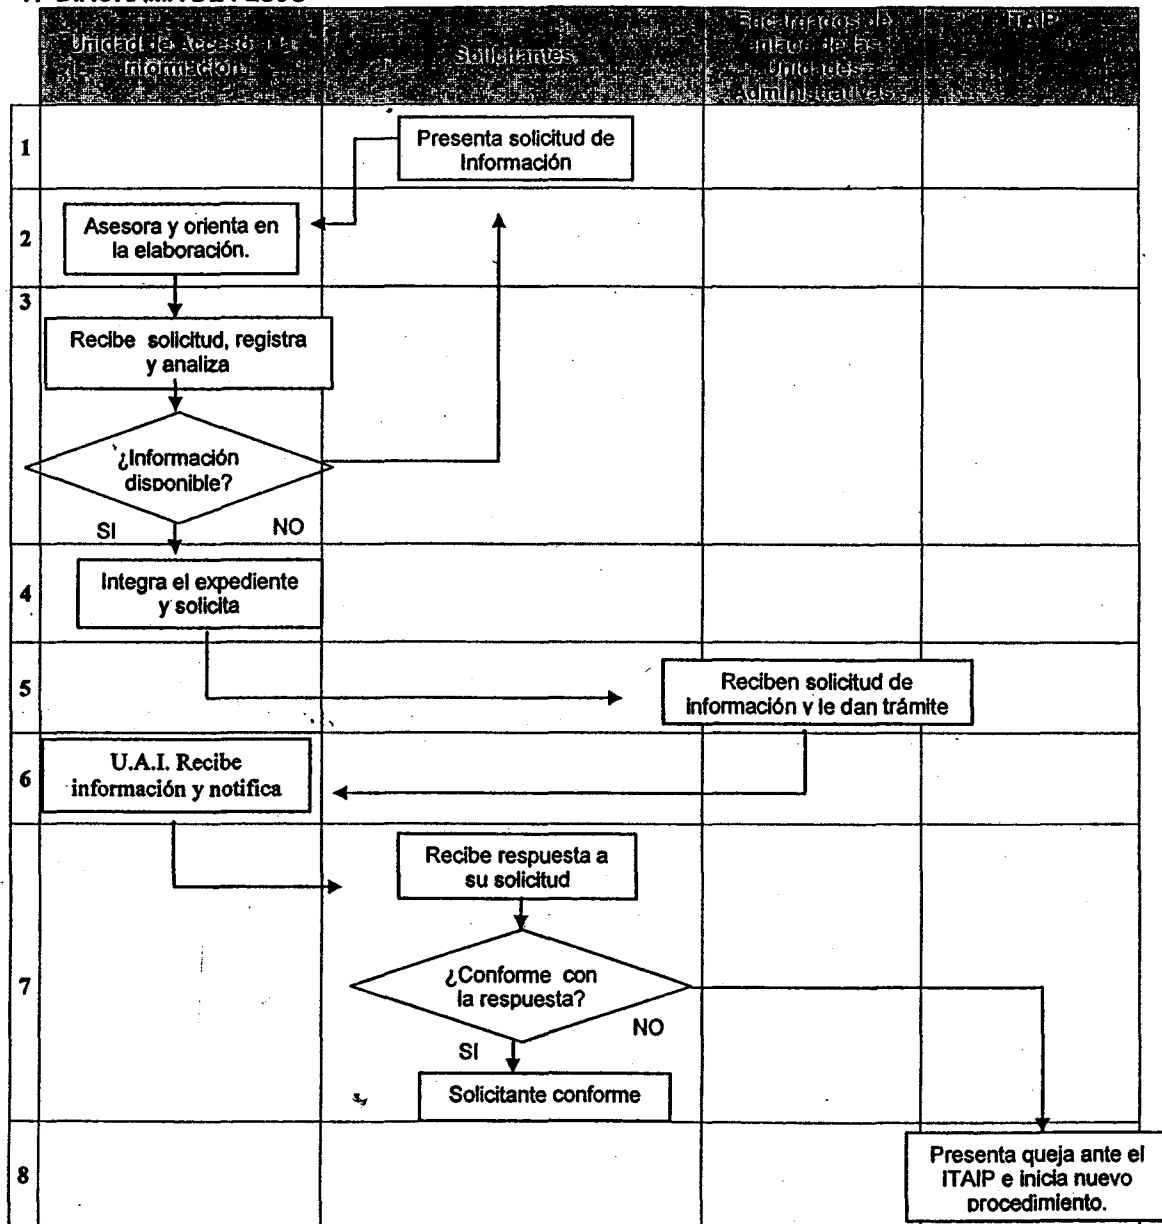 Unidad de Acceso a la
Información
Solicitantes
Encargados de
enlace de las
Unidades
Administrativas
ITAIP
1
Presenta solicitud de
Información
2
Asesora y orienta en
la elaboración.
3
Recibe solicitud, registra
y analiza
¿Información
disponible?
SI
NO
4
Integra el expediente
y solicita
5
Reciben solicitud de
información y le dan trámite
6
U.A.I. Recibe
información y notifica
Recibe respuesta a
su solicitud
7
¿Conforme con
la respuesta?
NO
SI
Solicitante conforme
8
Presenta queja ante el
ITAIP e inicia nuevo
procedimiento.